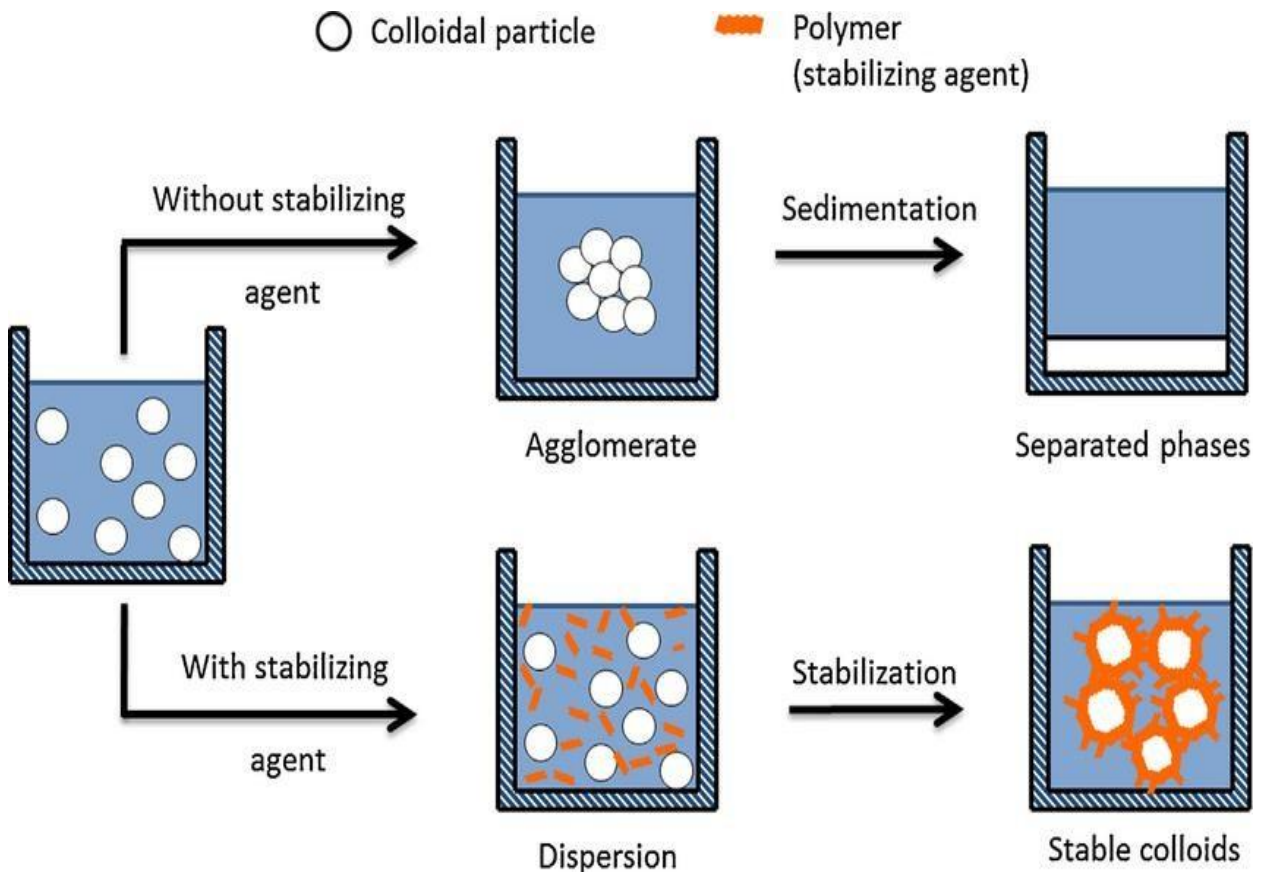 Colloidal particle
Polymer
(stabilizing agent)
Without stabilizing
agent
Sedimentation
Agglomerate
Separated phases
With stabilizing
agent
Stabilization
Dispersion
Stable colloids